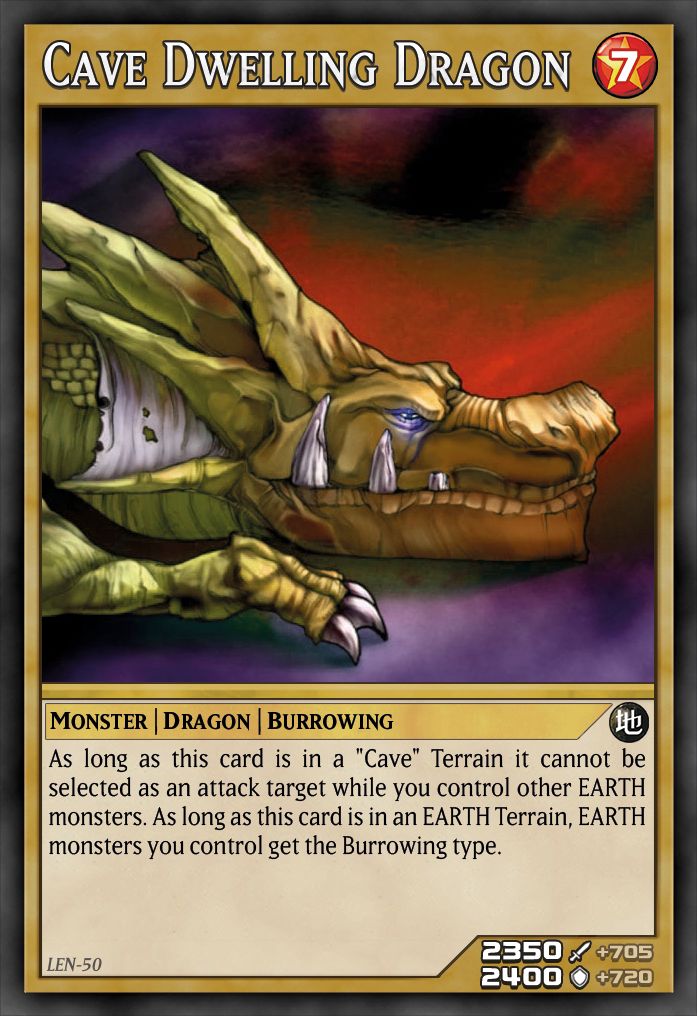 Cave Dwelling Dragon 7
Monster | Dragon | Burrowing
As long as this card is in a "Cave" Terrain it cannot be
selected as an attack target while you control other EARTH
monsters. As long as this card is in an EARTH Terrain, EARTH
monsters you control get the Burrowing type.
2350 +705
LEN-50
2400 +720